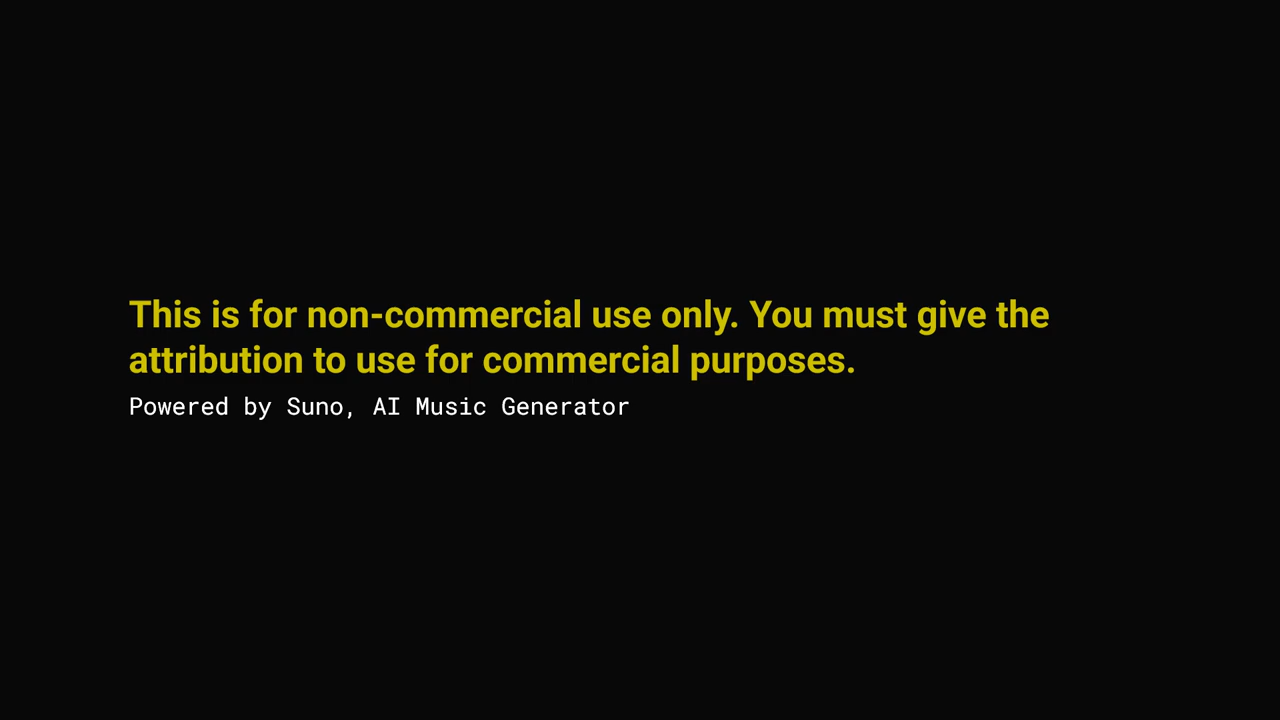 This is for non-commercial use only. You must give the
attribution to use for commercial purposes.
Powered by Suno, AI Music Generator